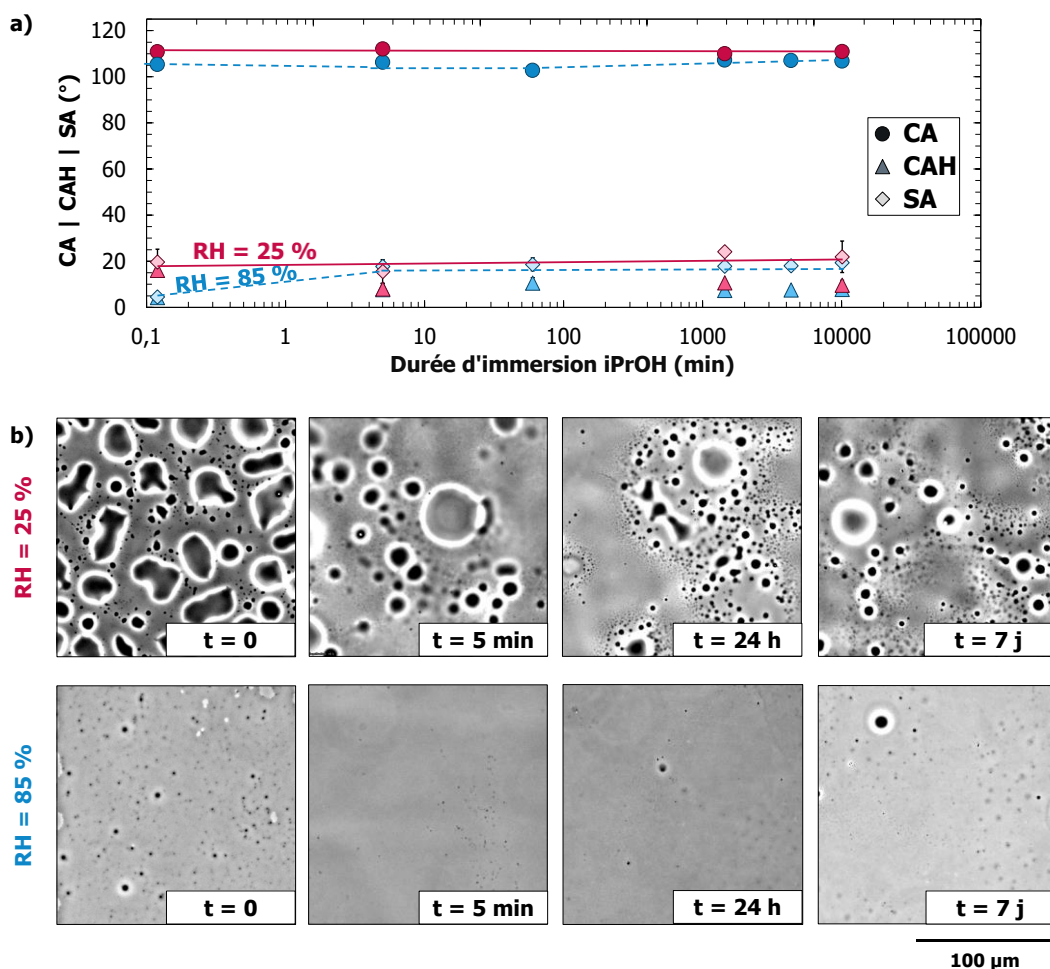 a)
120
100
80
60
40
20
0
CA | CAH | SA (°)
CA
CAH
SA
RH = 25 %
RH = 85 %
0,1 1 10 100 1000 10000 100000
Durée d'immersion iPrOH (min)
b)
RH = 25 %
t = 0
t = 5 min
t = 24 h
t = 7 j
RH = 85 %
t = 0
t = 5 min
t = 24 h
t = 7 j
100 µm